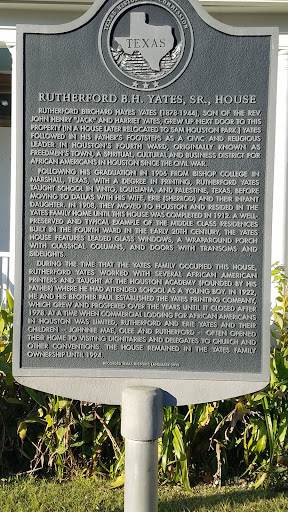 TEXAS
RUTHERFORD B.H. YATES, SR., HOUSE
RUTHERFORD BIRCHARD HAYES YATES (1878-1944), SON OF THE REV.
JOHN HENRY "JACK" AND HARRIET YATES, GREW UP NEXT DOOR TO THIS
PROPERTY (IN A HOUSE LATER RELOCATED TO SAM HOUSTON PARK.) YATES
FOLLOWED IN HIS FATHER'S FOOTSTEPS AS A CIVIC AND RELIGIOUS
LEADER IN HOUSTON'S FOURTH WARD, ORIGINALLY KNOWN AS
FREEDMEN'S TOWN, A SPIRITUAL, CULTURAL AND BUSINESS DISTRICT FOR
AFRICAN AMERICANS IN HOUSTON SINCE THE CIVIL WAR.
FOLLOWING HIS GRADUATION IN 1906 FROM BISHOP COLLEGE IN
MARSHALL, TEXAS, WITH A DEGREE IN PRINTING, RUTHERFORD YATES
TAUGHT SCHOOL IN MINTO, LOUISIANA, AND PALESTINE, TEXAS, BEFORE
MOVING TO DALLAS WITH HIS WIFE, ERIE (SHERROD) AND THEIR INFANT
DAUGHTER. IN 1908, THEY MOVED TO HOUSTON AND RESIDED IN THE
YATES FAMILY HOME UNTIL THIS HOUSE WAS COMPLETED IN 1912. A WELL-
PRESERVED AND TYPICAL EXAMPLE OF THE MIDDLE CLASS RESIDENCES
BUILT IN THE FOURTH WARD IN THE EARLY 20TH CENTURY, THE YATES
HOUSE FEATURES LEADED GLASS WINDOWS, A WRAPAROUND PORCH
WITH CLASSICAL COLUMNS, AND DOORS WITH TRANSOMS AND
SIDELIGHTS.
DURING THE TIME THAT THE YATES FAMILY OCCUPIED THIS HOUSE,
RUTHERFORD YATES WORKED WITH SEVERAL AFRICAN AMERICAN
PRINTERS AND TAUGHT AT THE HOUSTON ACADEMY (FOUNDED BY HIS
FATHER) WHERE HE HAD ATTENDED SCHOOL AS A YOUNG BOY. IN 1922,
HE AND HIS BROTHER PAUL ESTABLISHED THE YATES PRINTING COMPANY,
WHICH GREW AND PROSPERED OVER THE YEARS UNTIL IT CLOSED AFTER
1978. AT A TIME WHEN COMMERCIAL LODGING FOR AFRICAN AMERICANS
IN HOUSTON WAS LIMITED, RUTHERFORD AND ERIE YATES AND THEIR
CHILDREN -- JOHNNIE MAE, OLEE AND RUTHERFORD -- OFTEN OPENED
THEIR HOME TO VISITING DIGNITARIES AND DELEGATES TO CHURCH AND
OTHER CONVENTIONS. THE HOUSE REMAINED IN THE YATES FAMILY
OWNERSHIP UNTIL 1994.
RECORDED TEXAS HISTORIC LANDMARK